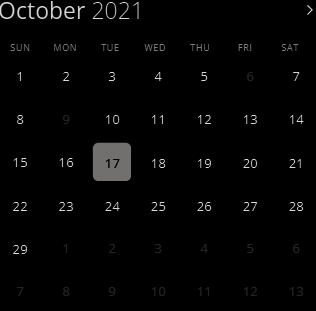 October 2021 >
SUN MON TUE WED THU FRI SAT
1 2 3 4 5 6 7
8 9 10 11 12 13 14
15 16 17 18 19 20 21
22 23 24 25 26 27 28
29 1 2 3 4 5 6
7 8 9 10 11 12 13